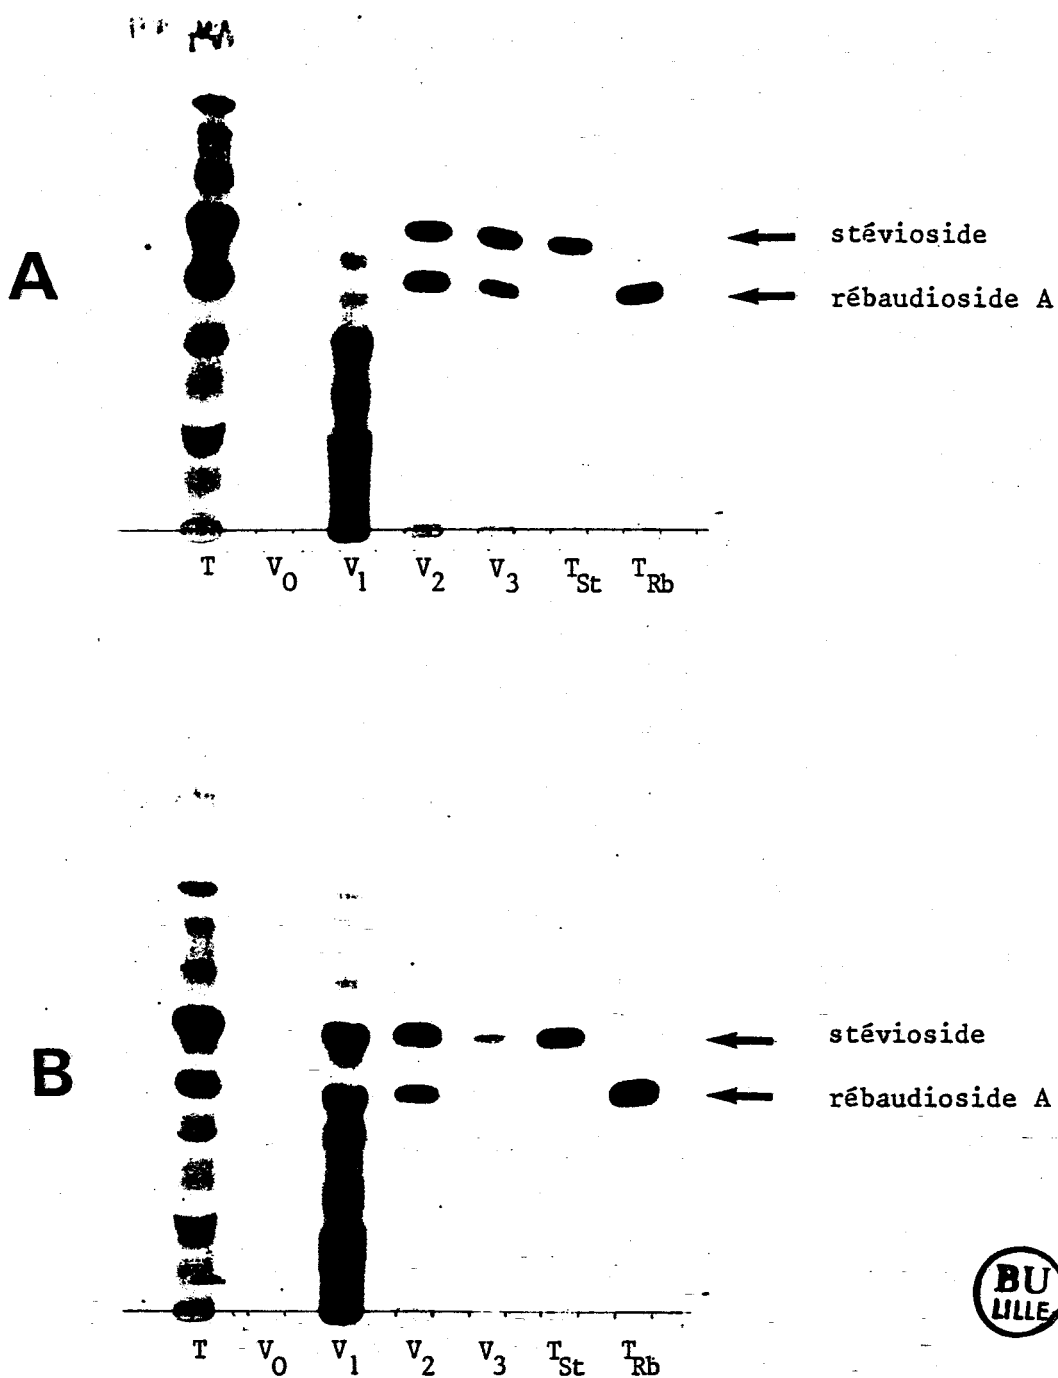 A
stévioside
rébaudioside A
T V0 V1 V2 V3 TSt TRb
B
stévioside
rébaudioside A
BU
LILLE
T V0 V1 V2 V3 TSt TRb